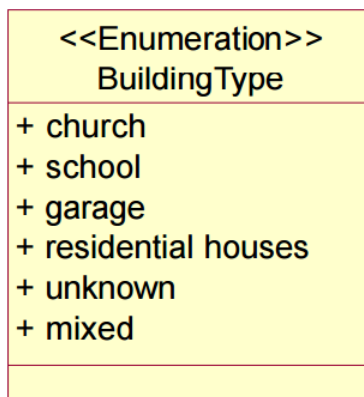 <<Enumeration>>
BuildingType
+ church
+ school
+ garage
+ residential houses
+ unknown
+ mixed